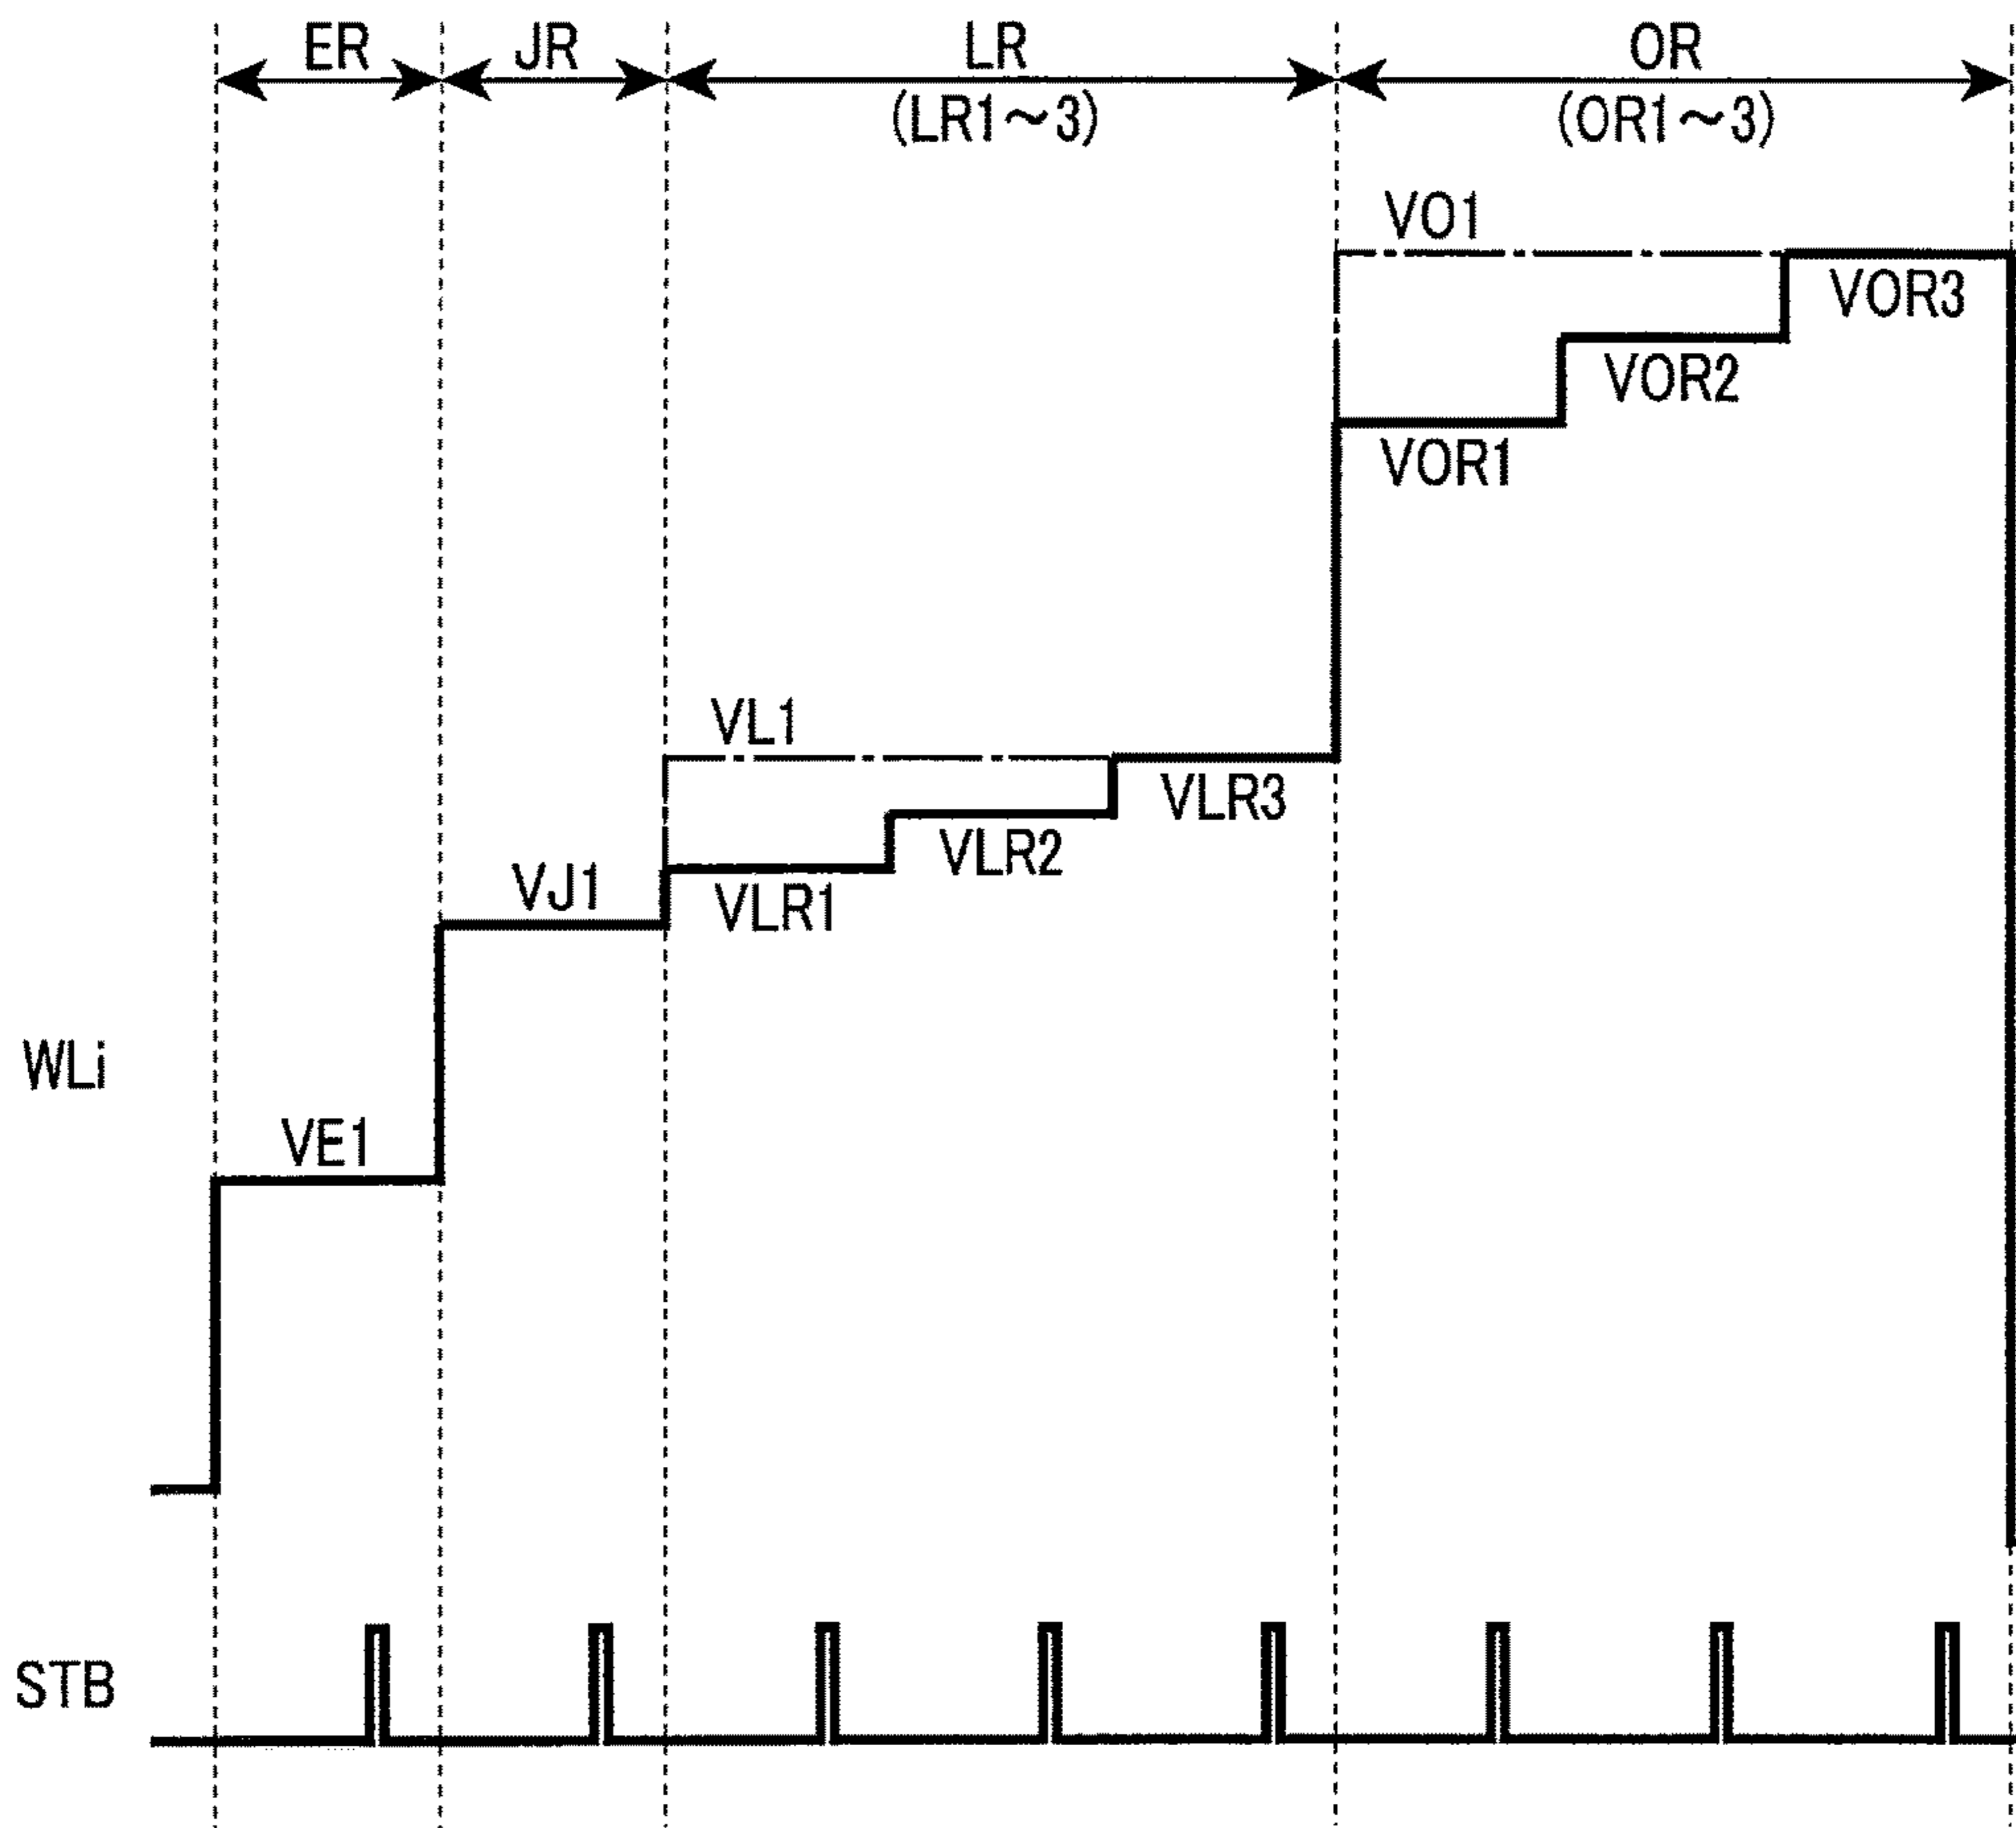 ER JR LR OR
(LR1～3) (OR1～3)
VO1
VOR3
VOR2
VOR1
VL1
VLR3
VLR2
VJ1
VLR1
WLi
VE1
STB